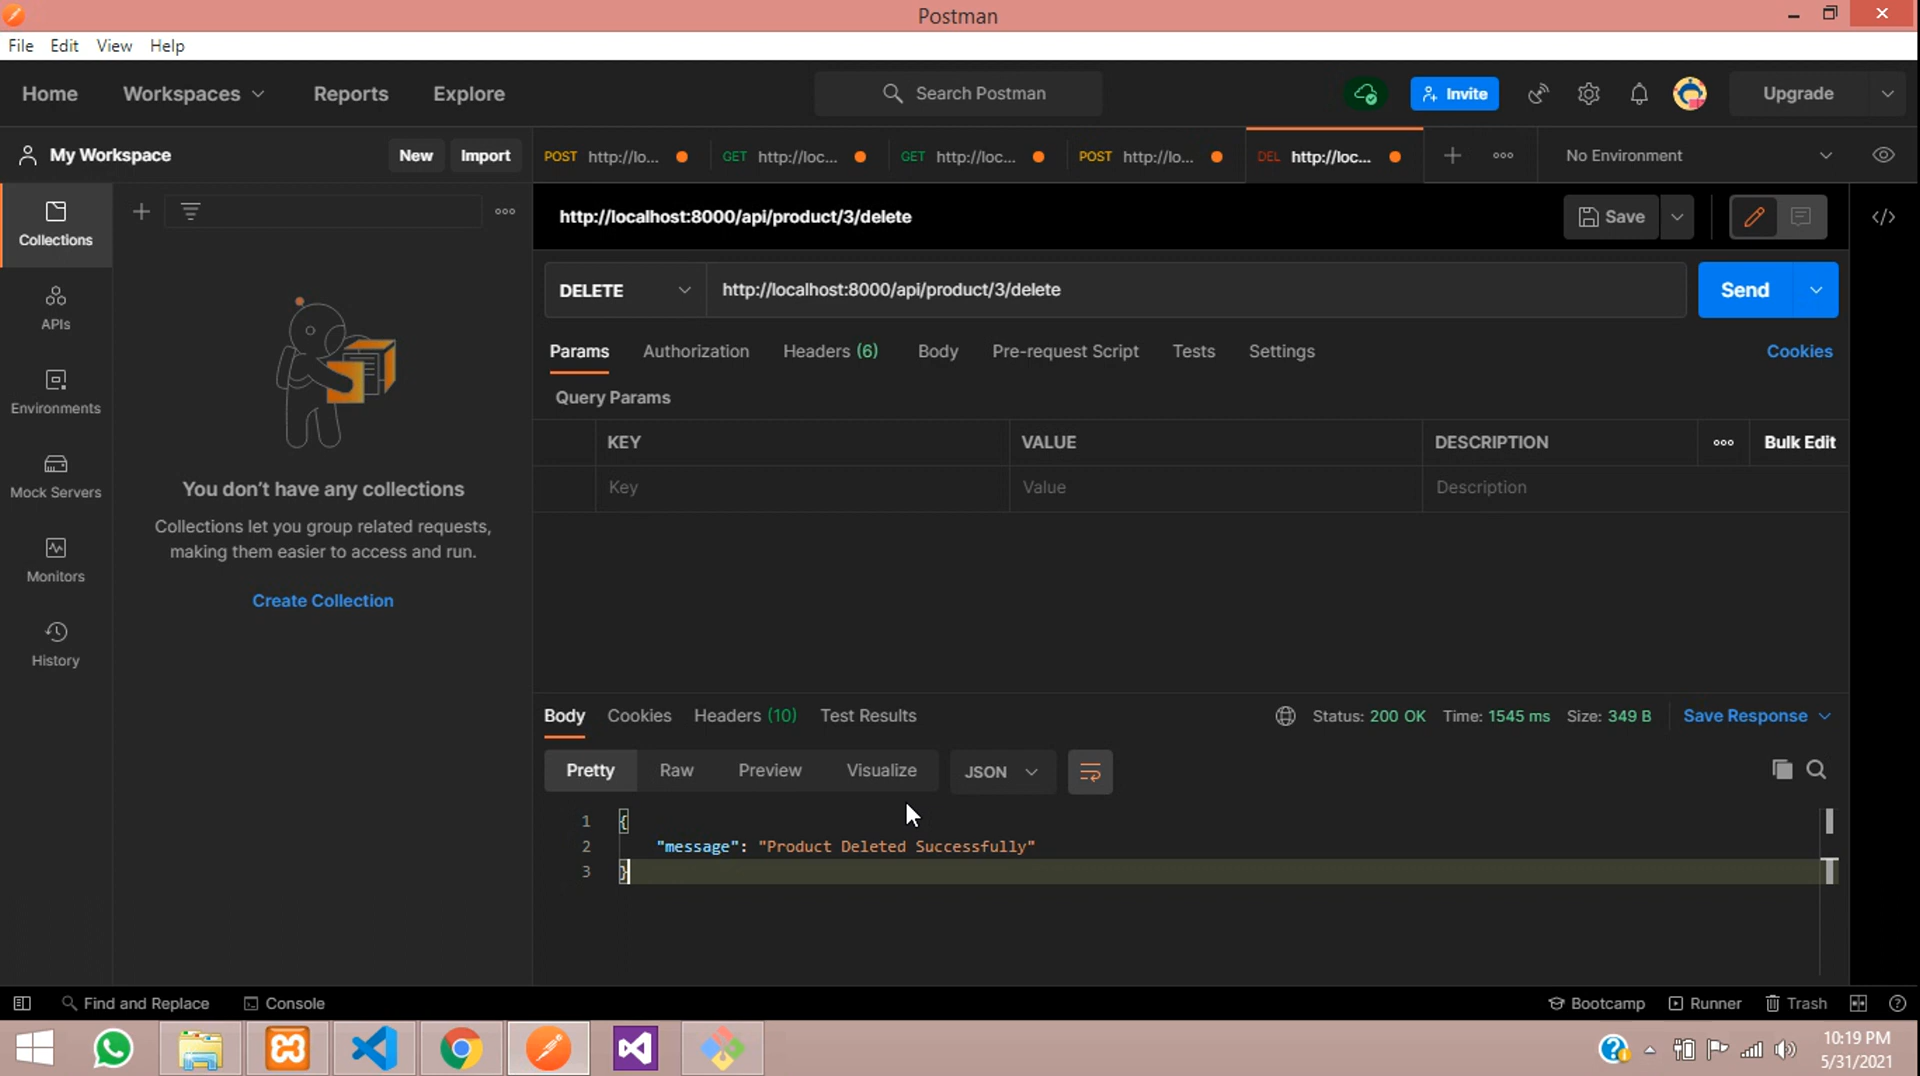 Postman
File Edit View Help
Home Workspaces Reports Explore Search Postman Invite Upgrade
My Workspace New Import POST http://lo... GET http://loc... GET http://loc... POST http://lo... DEL http://loc... No Environment
Collections
APIs
Environments
Mock Servers
Monitors
History
You don't have any collections
Collections let you group related requests,
making them easier to access and run.
Create Collection
http://localhost:8000/api/product/3/delete Save
DELETE http://localhost:8000/api/product/3/delete Send
Params Authorization Headers (6) Body Pre-request Script Tests Settings Cookies
Query Params
KEY VALUE DESCRIPTION Bulk Edit
Key Value Description
Body Cookies Headers (10) Test Results Status: 200 OK Time: 1545 ms Size: 349 B Save Response
Pretty Raw Preview Visualize JSON
1 {
2 "message": "Product Deleted Successfully"
3 }
Find and Replace Console Bootcamp Runner Trash
10:19 PM
5/31/2021